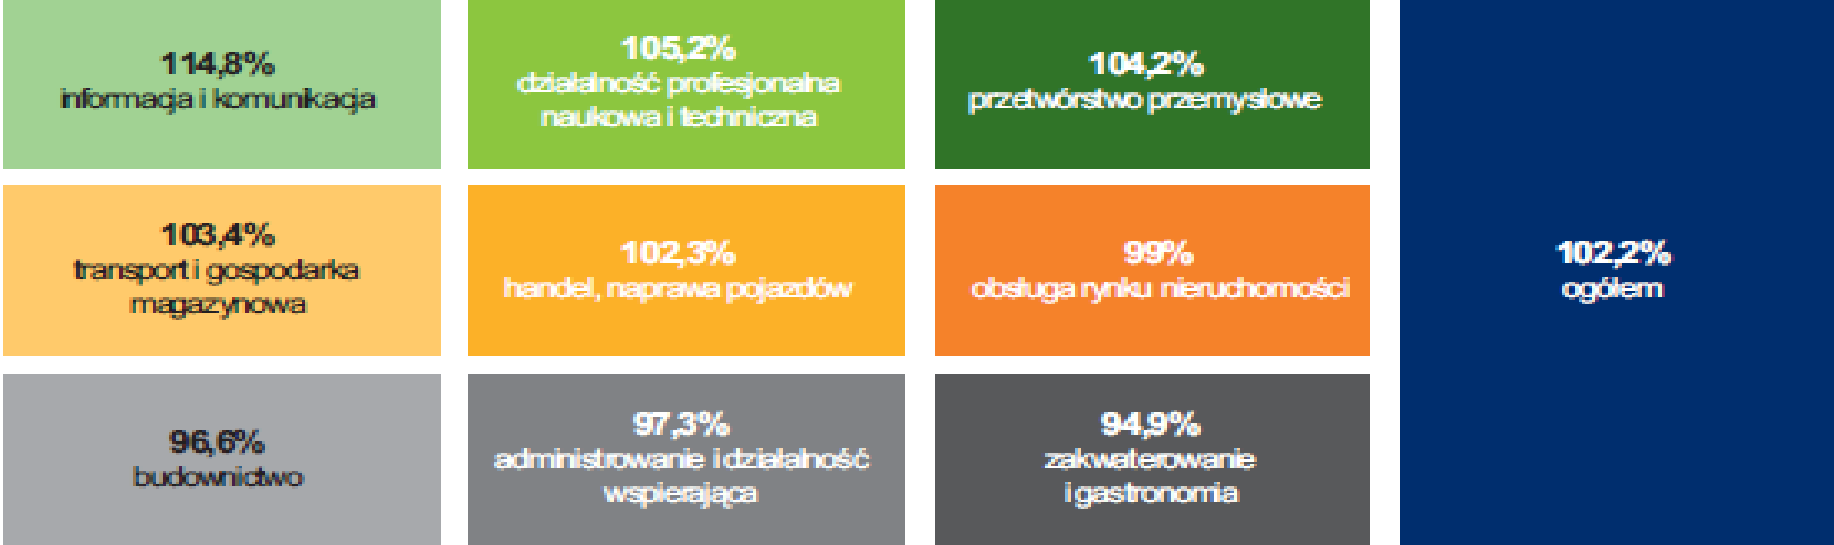 114,8%
informacja i komunikacja
105,2%
działalność profesjonalna
naukowa i techniczna
104,2%
przetwórstwo przemysłowe
103,4%
transport i gospodarka
magazynowa
102,3%
handel, naprawa pojazdów
99%
obsługa rynku nieruchomości
96,6%
budownictwo
97,3%
administrowanie i działalność
wspierająca
94,9%
zakwaterowanie
i gastronomia
102,2%
ogółem